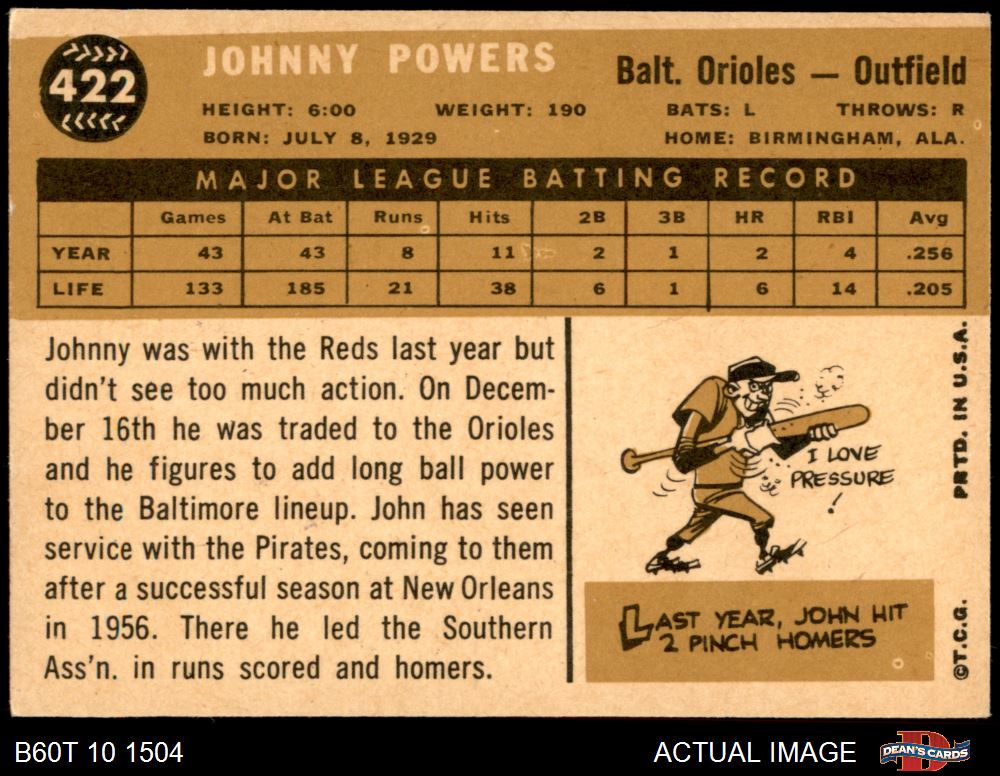 422
JOHNNY POWERS
Balt. Orioles — Outfield
HEIGHT: 6:00 WEIGHT: 190 BATS: L THROWS: R
BORN: JULY 8, 1929 HOME: BIRMINGHAM, ALA.
MAJOR LEAGUE BATTING RECORD
Games At Bat Runs Hits 2B 3B HR RBI Avg
YEAR 43 43 8 11 2 1 2 4 .256
LIFE 133 185 21 38 6 1 6 14 .205
Johnny was with the Reds last year but
didn't see too much action. On Decem-
ber 16th he was traded to the Orioles
and he figures to add long ball power
to the Baltimore lineup. John has seen
service with the Pirates, coming to them
after a successful season at New Orleans
in 1956. There he led the Southern
Ass'n. in runs scored and homers.
I LOVE
PRESSURE
!
LAST YEAR, JOHN HIT
2 PINCH HOMERS
PRTD. IN U.S.A.
©T.C.G.
B60T 10 1504
ACTUAL IMAGE
D
DEAN'S CARDS